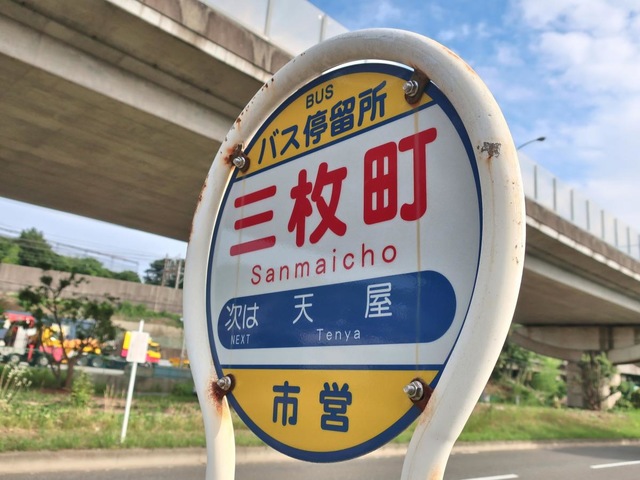 BUS
バス停留所
三枚町
Sanmaicho
次は 天屋
NEXT Tenya
市営